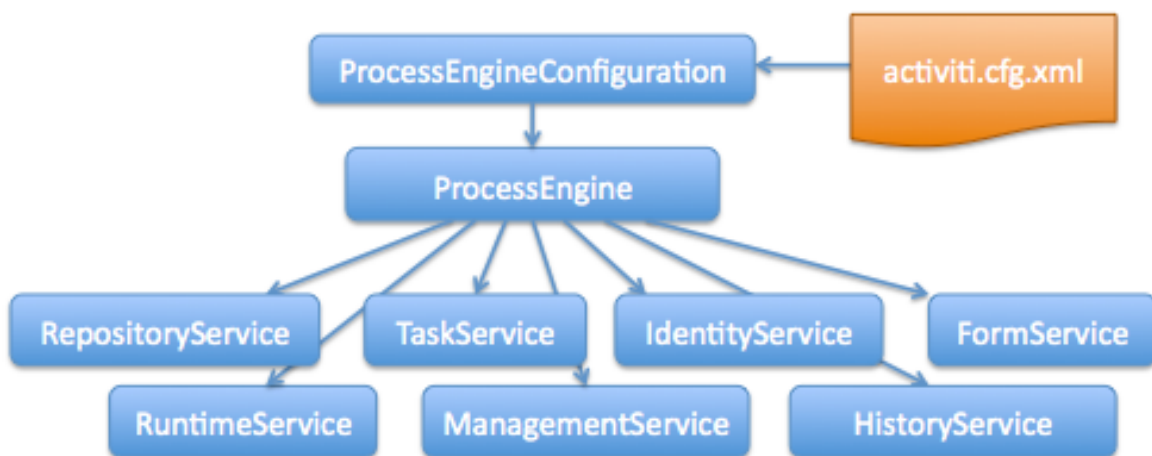 ProcessEngineConfiguration
activiti.cfg.xml
ProcessEngine
RepositoryService
TaskService
IdentityService
FormService
RuntimeService
ManagementService
HistoryService